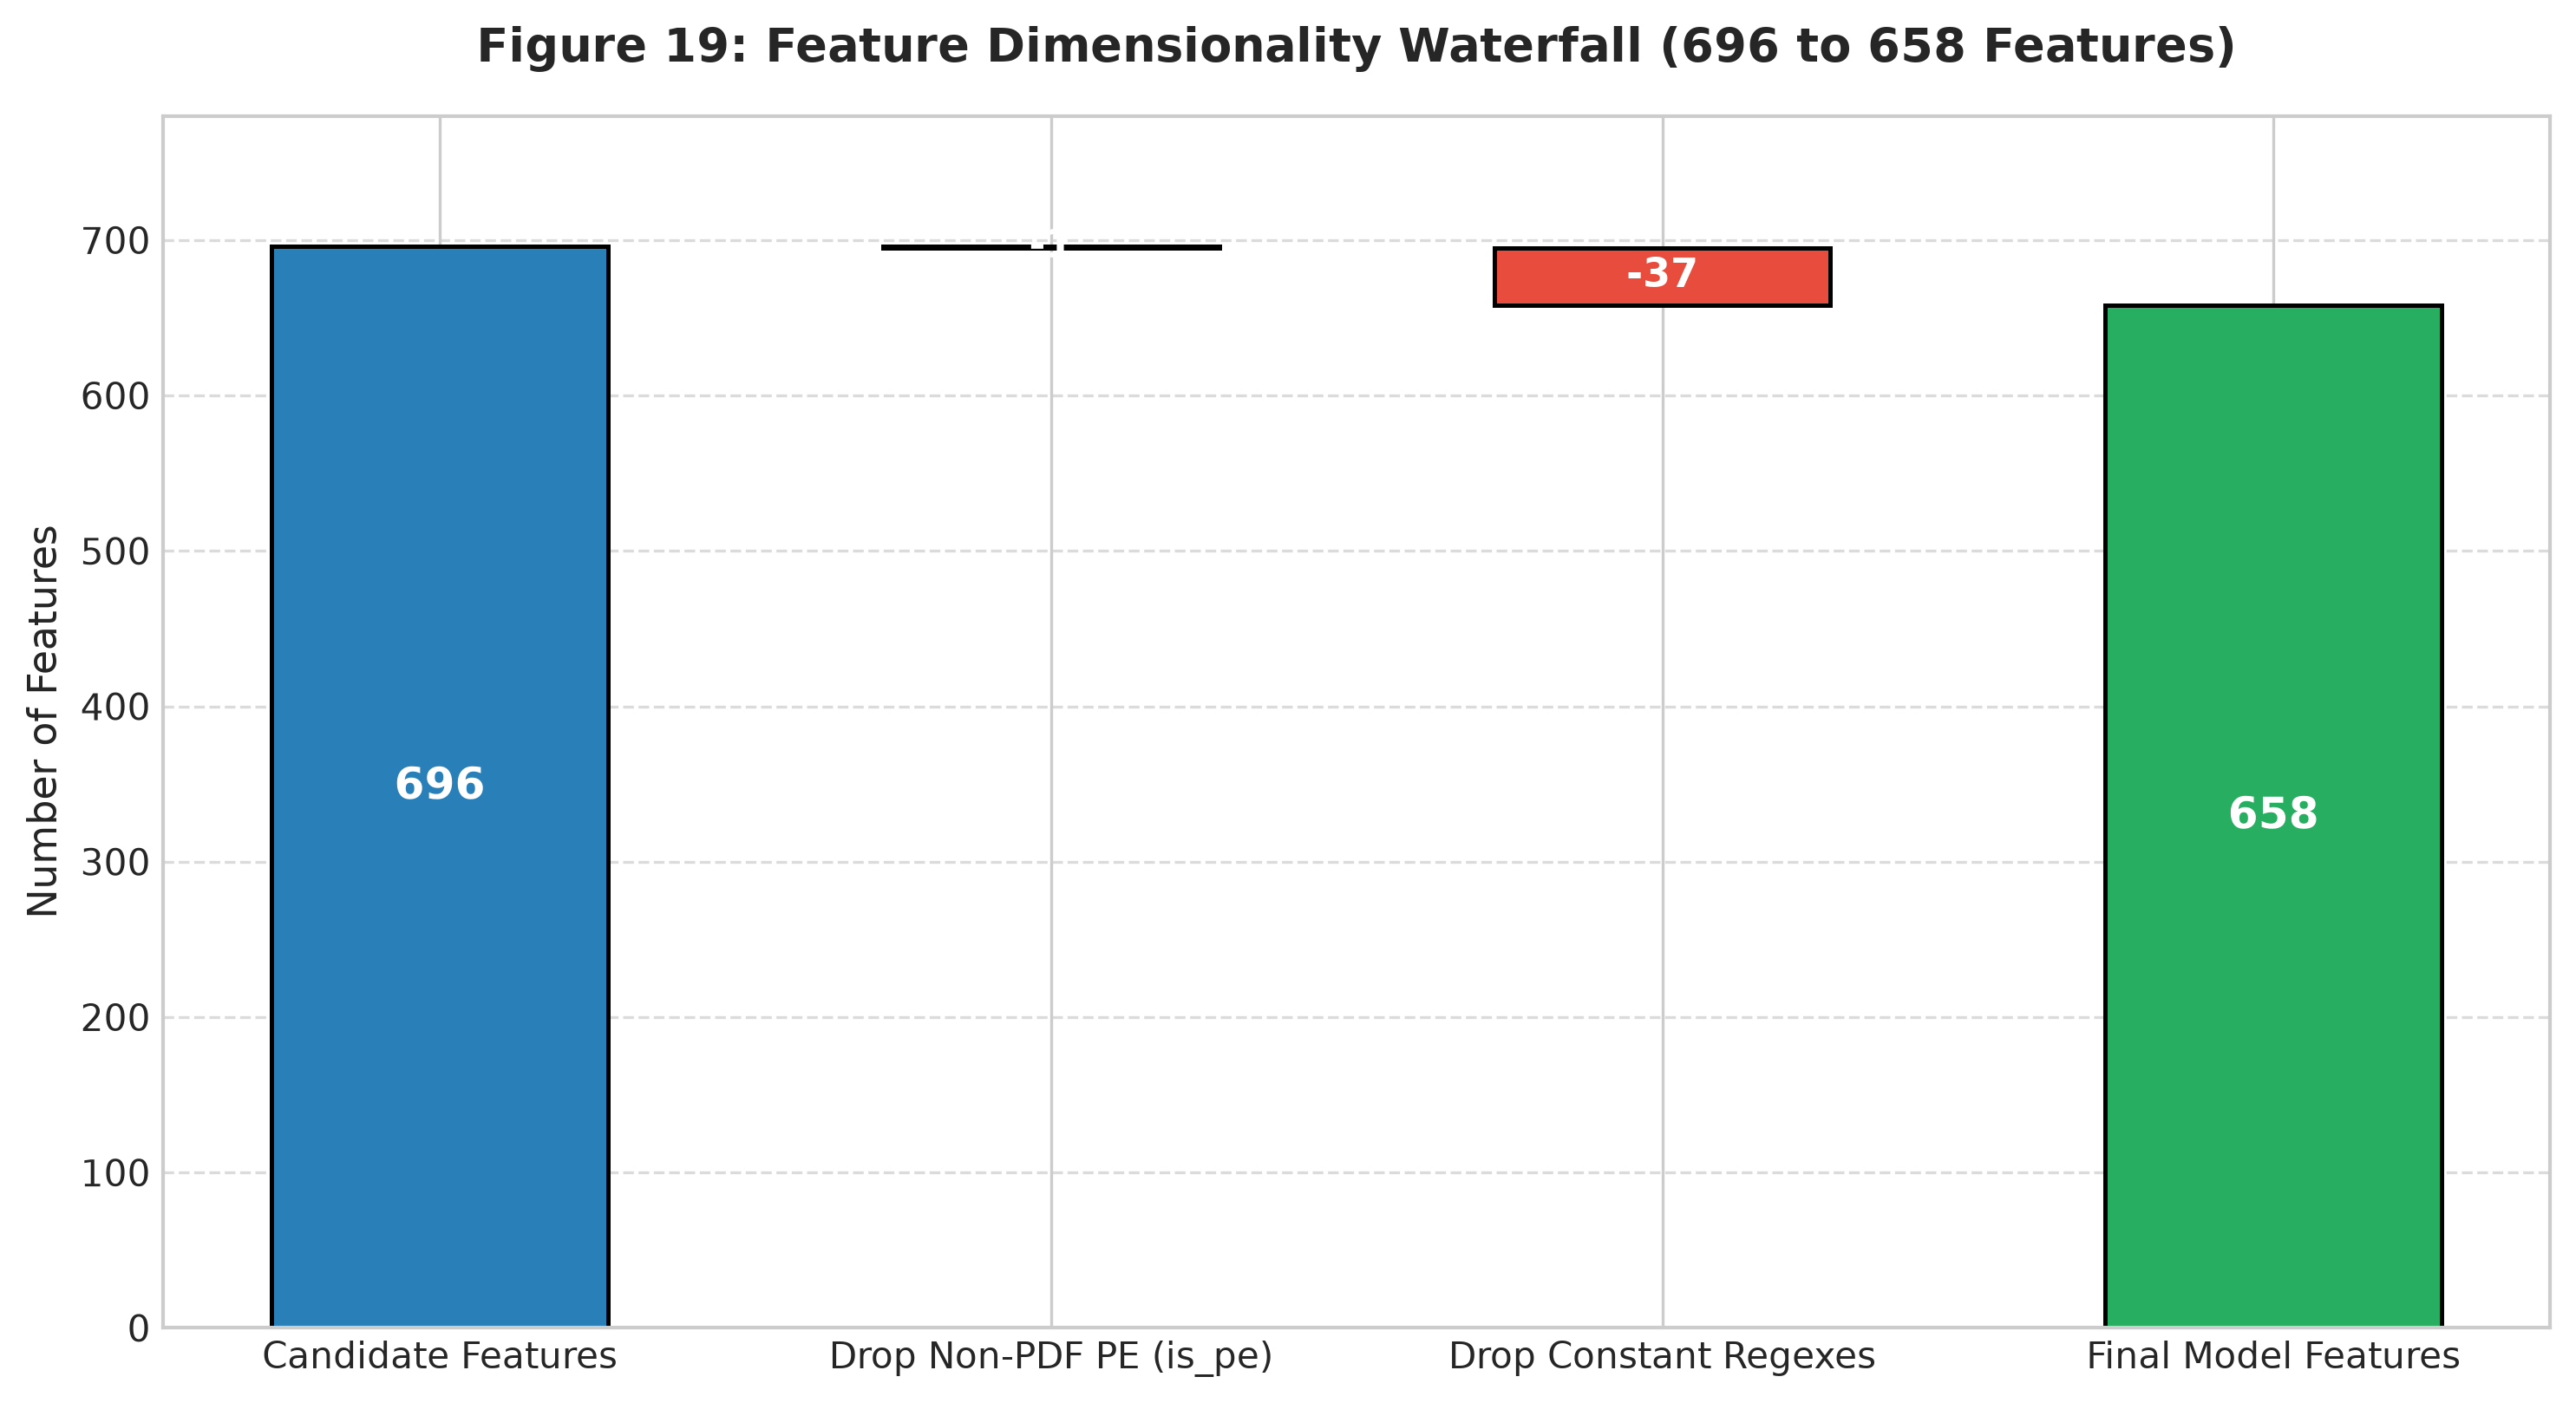 Figure 19: Feature Dimensionality Waterfall (696 to 658 Features)
Number of Features
700
600
500
400
300
200
100
0
696
-37
658
Candidate Features
Drop Non-PDF PE (is_pe)
Drop Constant Regexes
Final Model Features